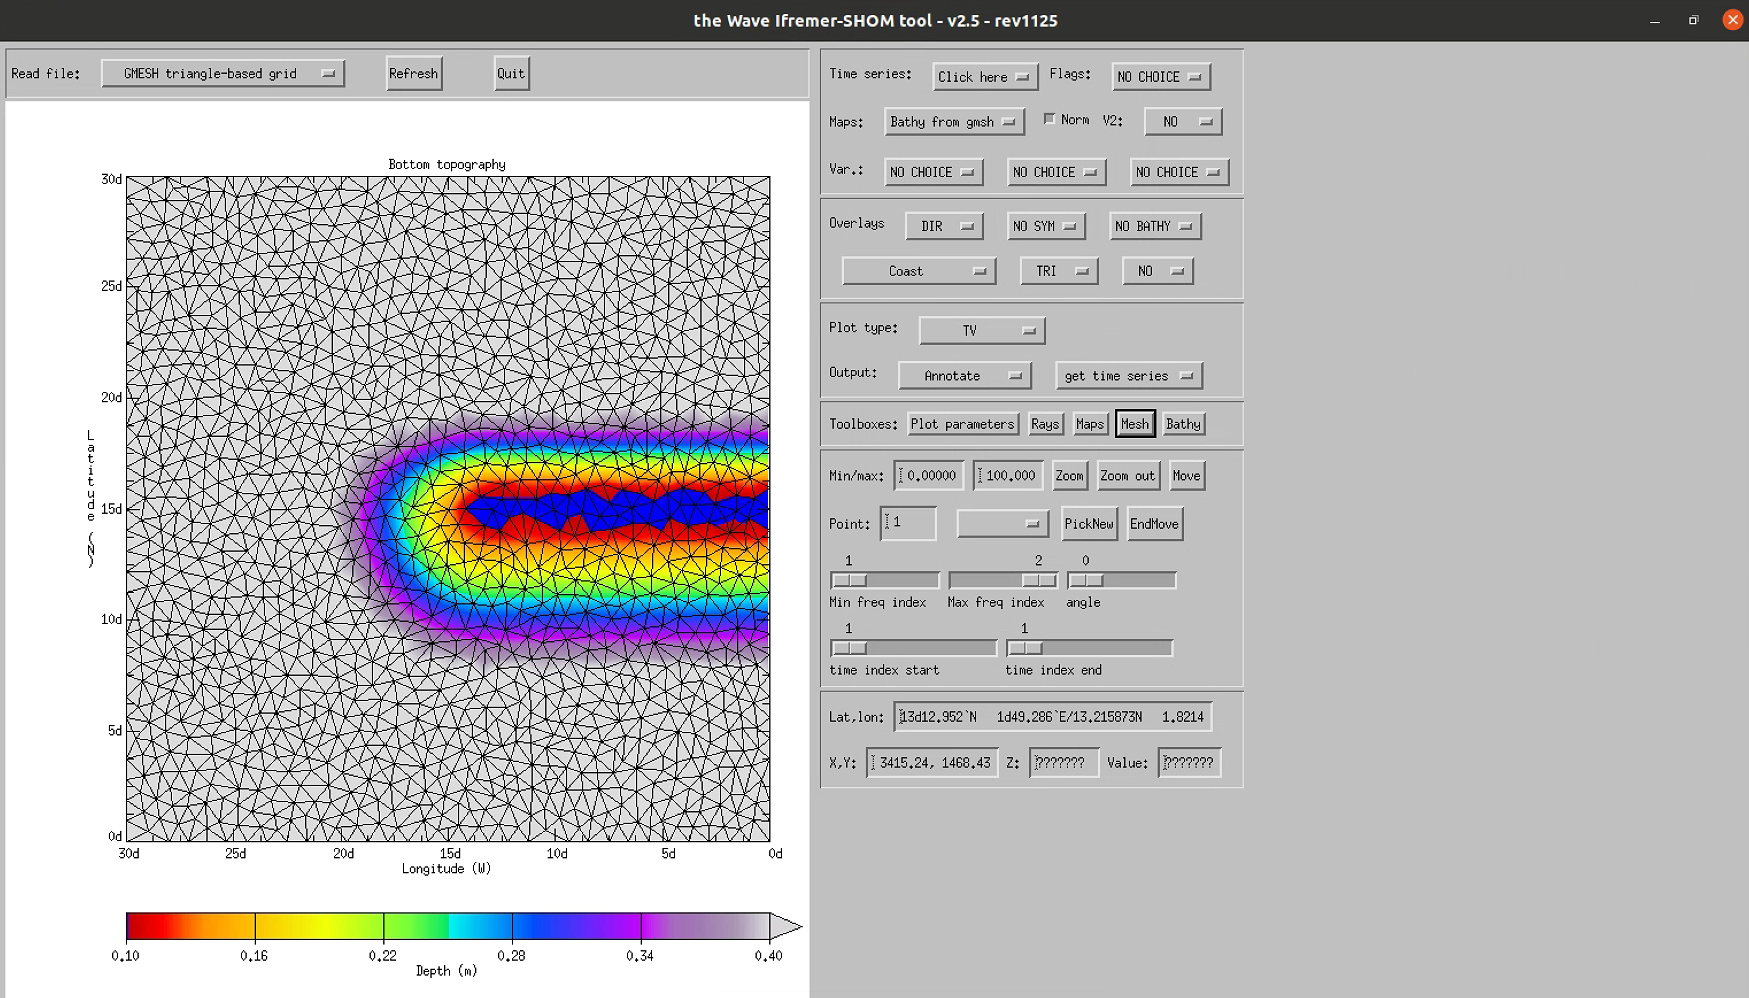 the Wave Ifremer-SHOM tool - v2.5 - rev1125
Read file: GMESH triangle-based grid Refresh Quit
Bottom topography
30d
25d
20d
15d
10d
5d
0d
Latitude (N)
30d 25d 20d 15d 10d 5d 0d
Longitude (W)
0.10 0.16 0.22 0.28 0.34 0.40
Depth (m)
Time series: Click here Flags: NO CHOICE
Maps: Bathy from gmsh Norm V2: NO
Var.: NO CHOICE NO CHOICE NO CHOICE
Overlays DIR NO SYM NO BATHY
Coast TRI NO
Plot type: TV
Output: Annotate get time series
Toolboxes: Plot parameters Rays Maps Mesh Bathy
Min/max: 0.00000 100.000 Zoom Zoom out Move
Point: 1 PickNew EndMove
1 2 0
Min freq index Max freq index angle
1 1
time index start time index end
Lat,lon: 13d12.952`N 1d49.286`E/13.215873N 1.8214
X,Y: 3415.24, 1468.43 Z: ??????? Value: ???????